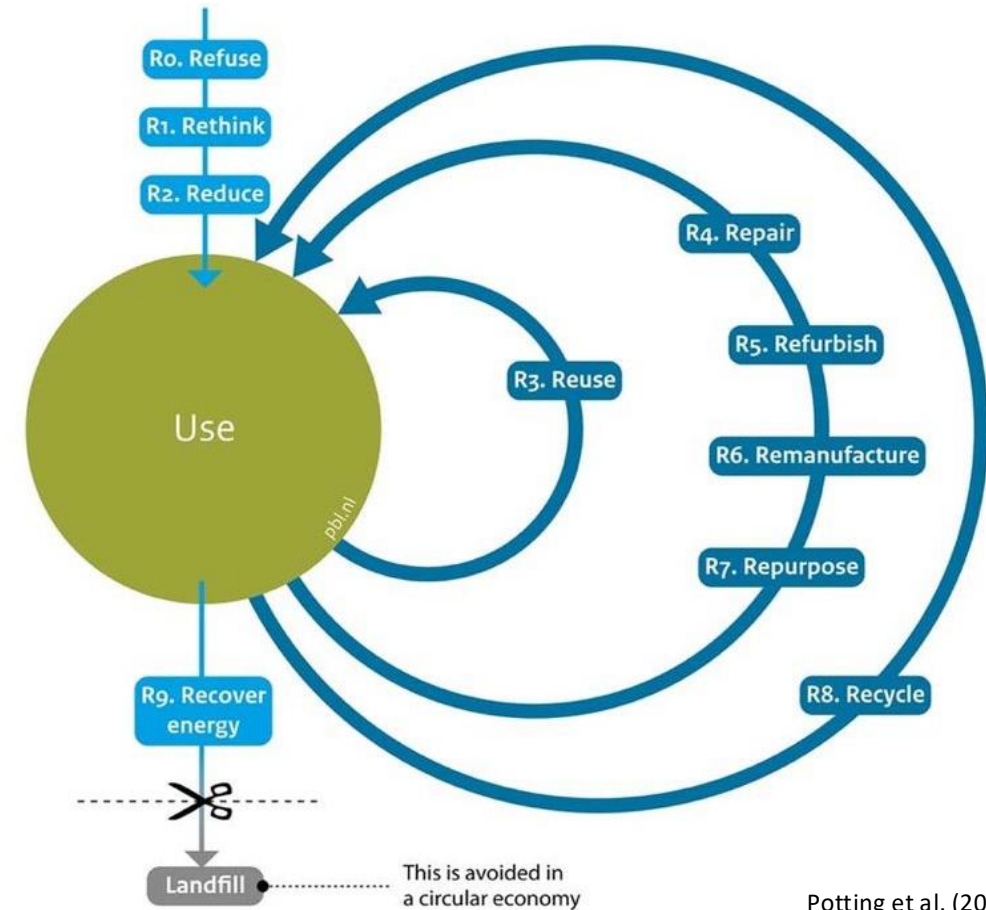 R0. Refuse
R1. Rethink
R2. Reduce
R4. Repair
R5. Refurbish
R3. Reuse
Use
R6. Remanufacture
pbl.nl
R7. Repurpose
R9. Recover
energy
R8. Recycle
Landfill
This is avoided in
a circular economy
Potting et al. (20